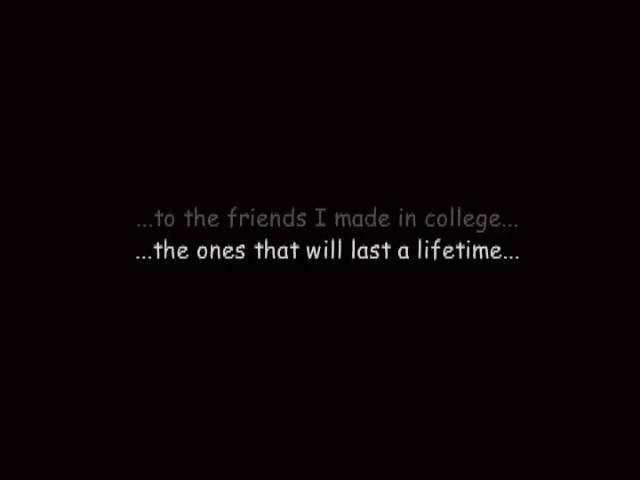 ...to the friends I made in college...
...the ones that will last a lifetime...